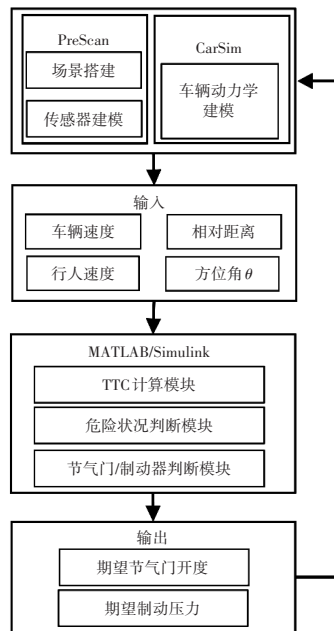 PreScan
CarSim
场景搭建
传感器建模
车辆动力学
建模
输入
车辆速度
相对距离
行人速度
方位角θ
MATLAB/Simulink
TTC计算模块
危险状况判断模块
节气门/制动器判断模块
输出
期望节气门开度
期望制动压力